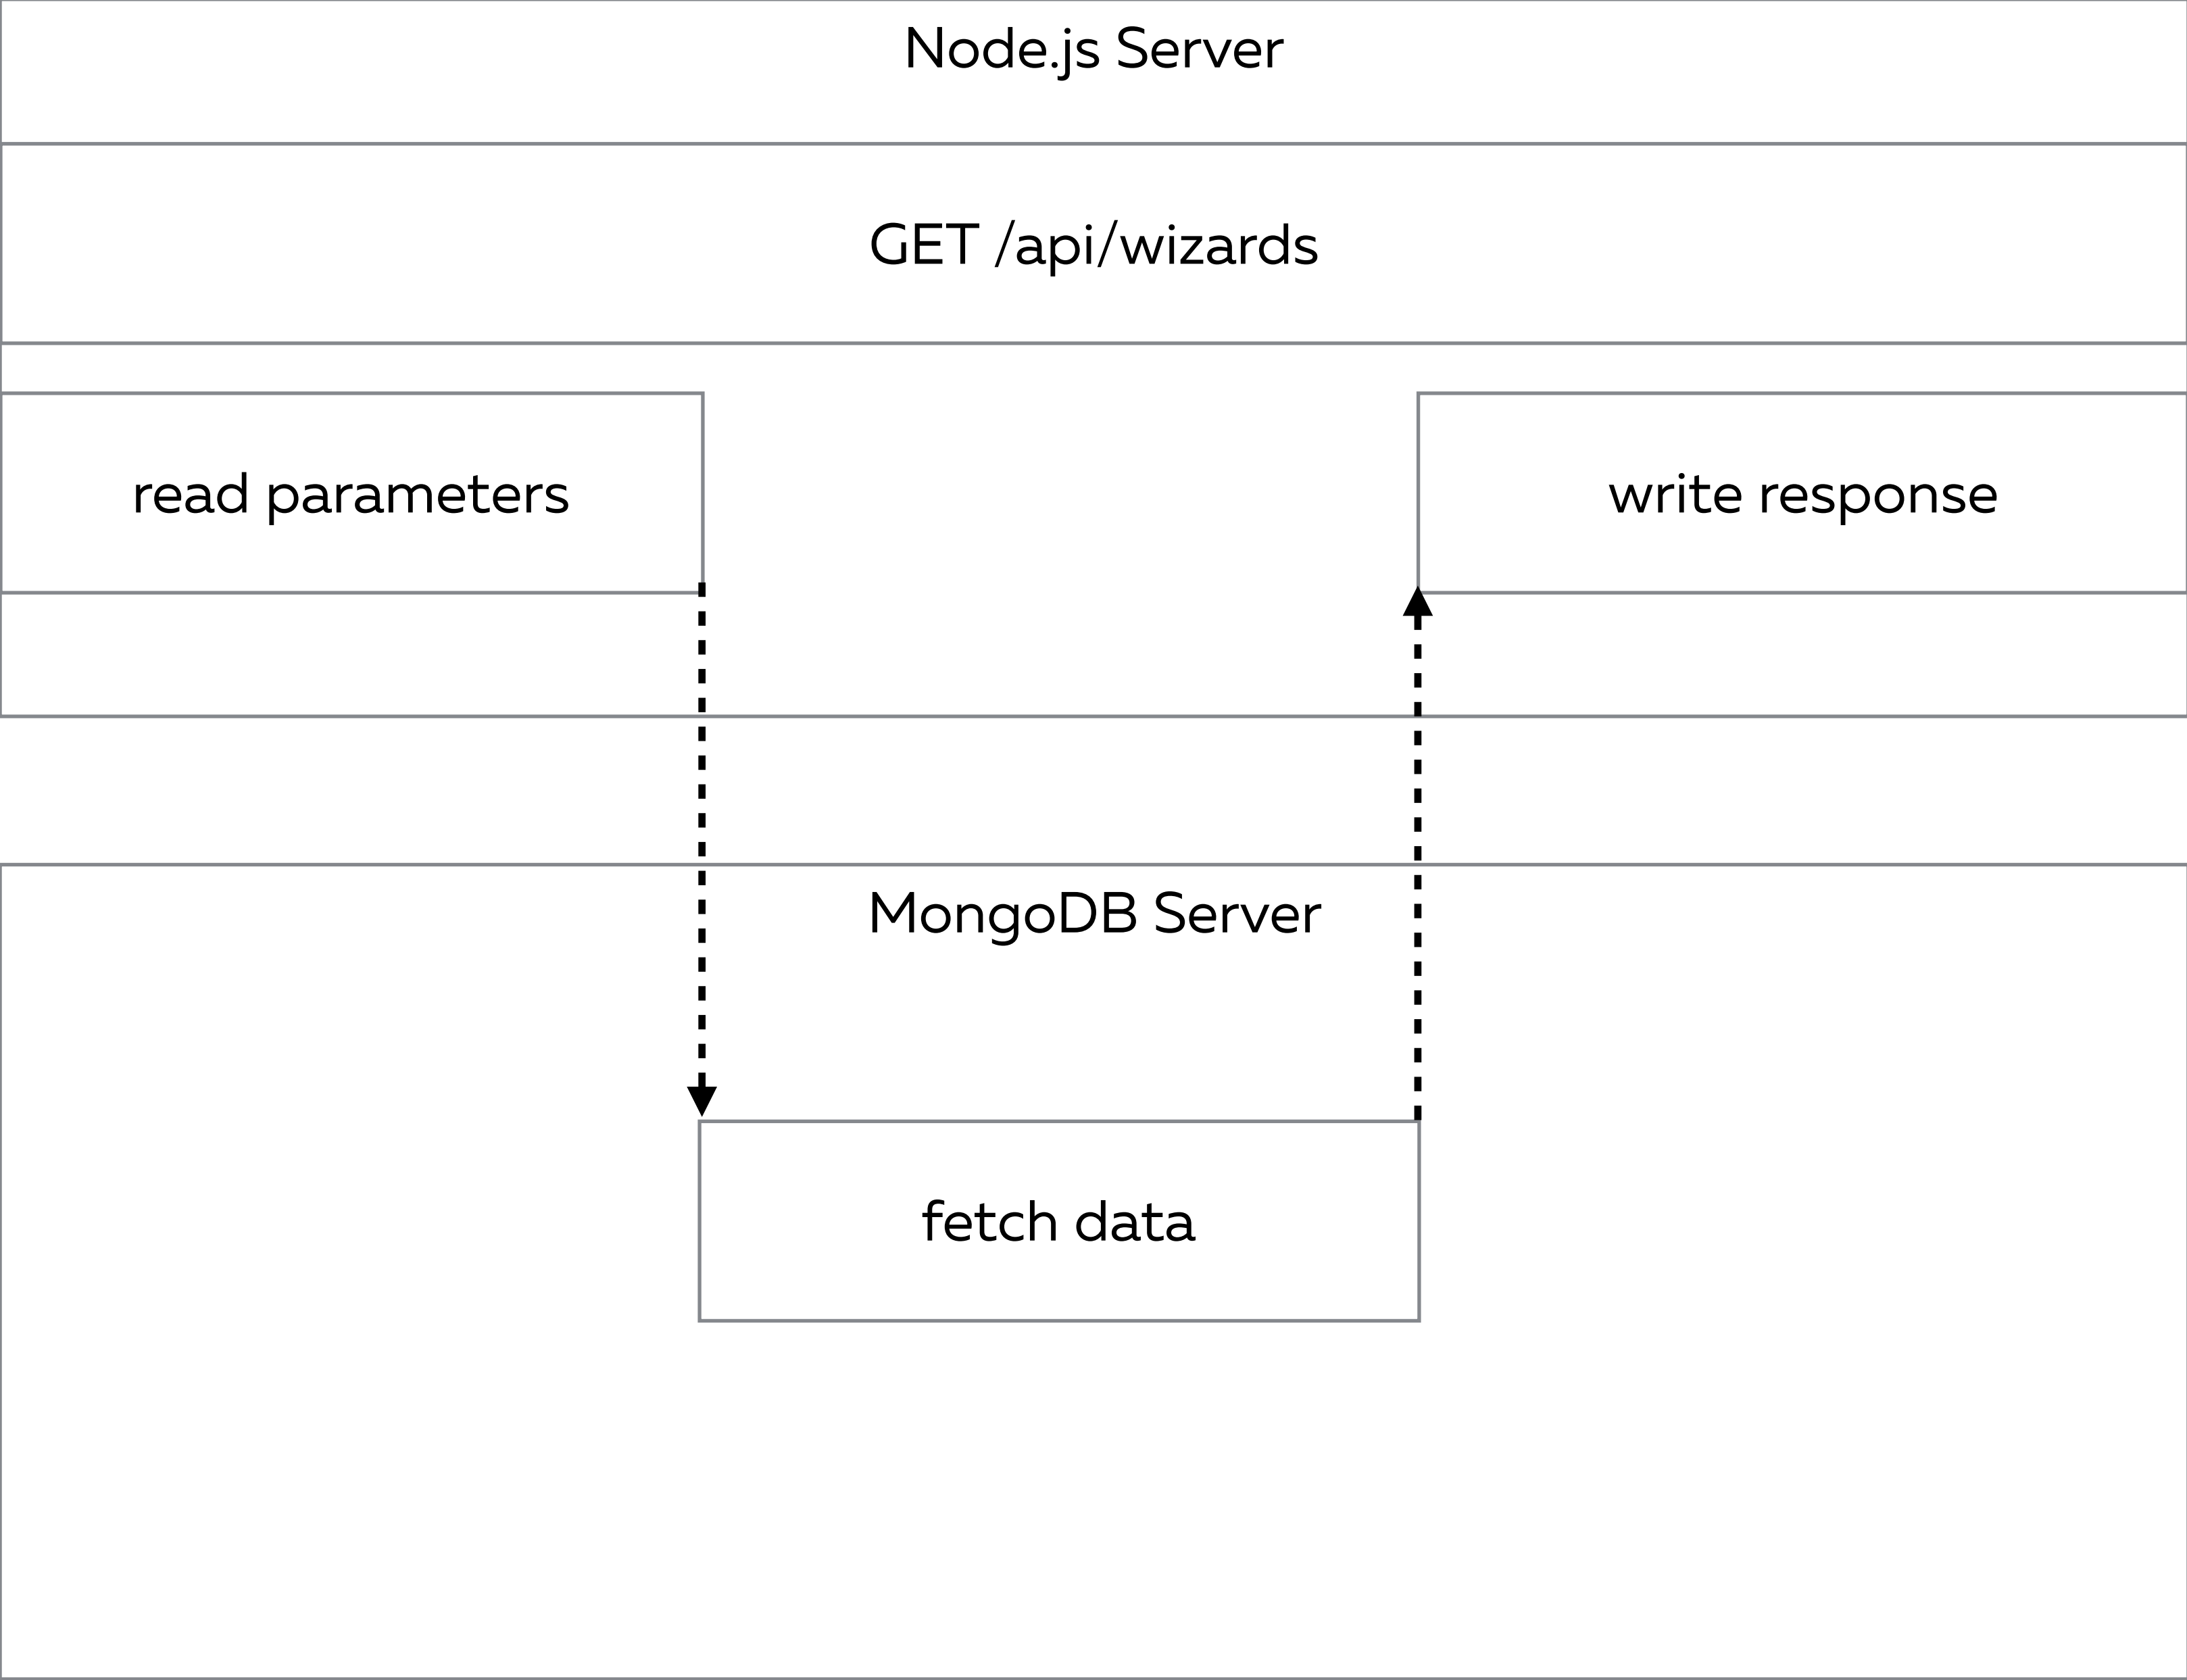 Node.js Server
GET /api/wizards
read parameters
write response
MongoDB Server
fetch data